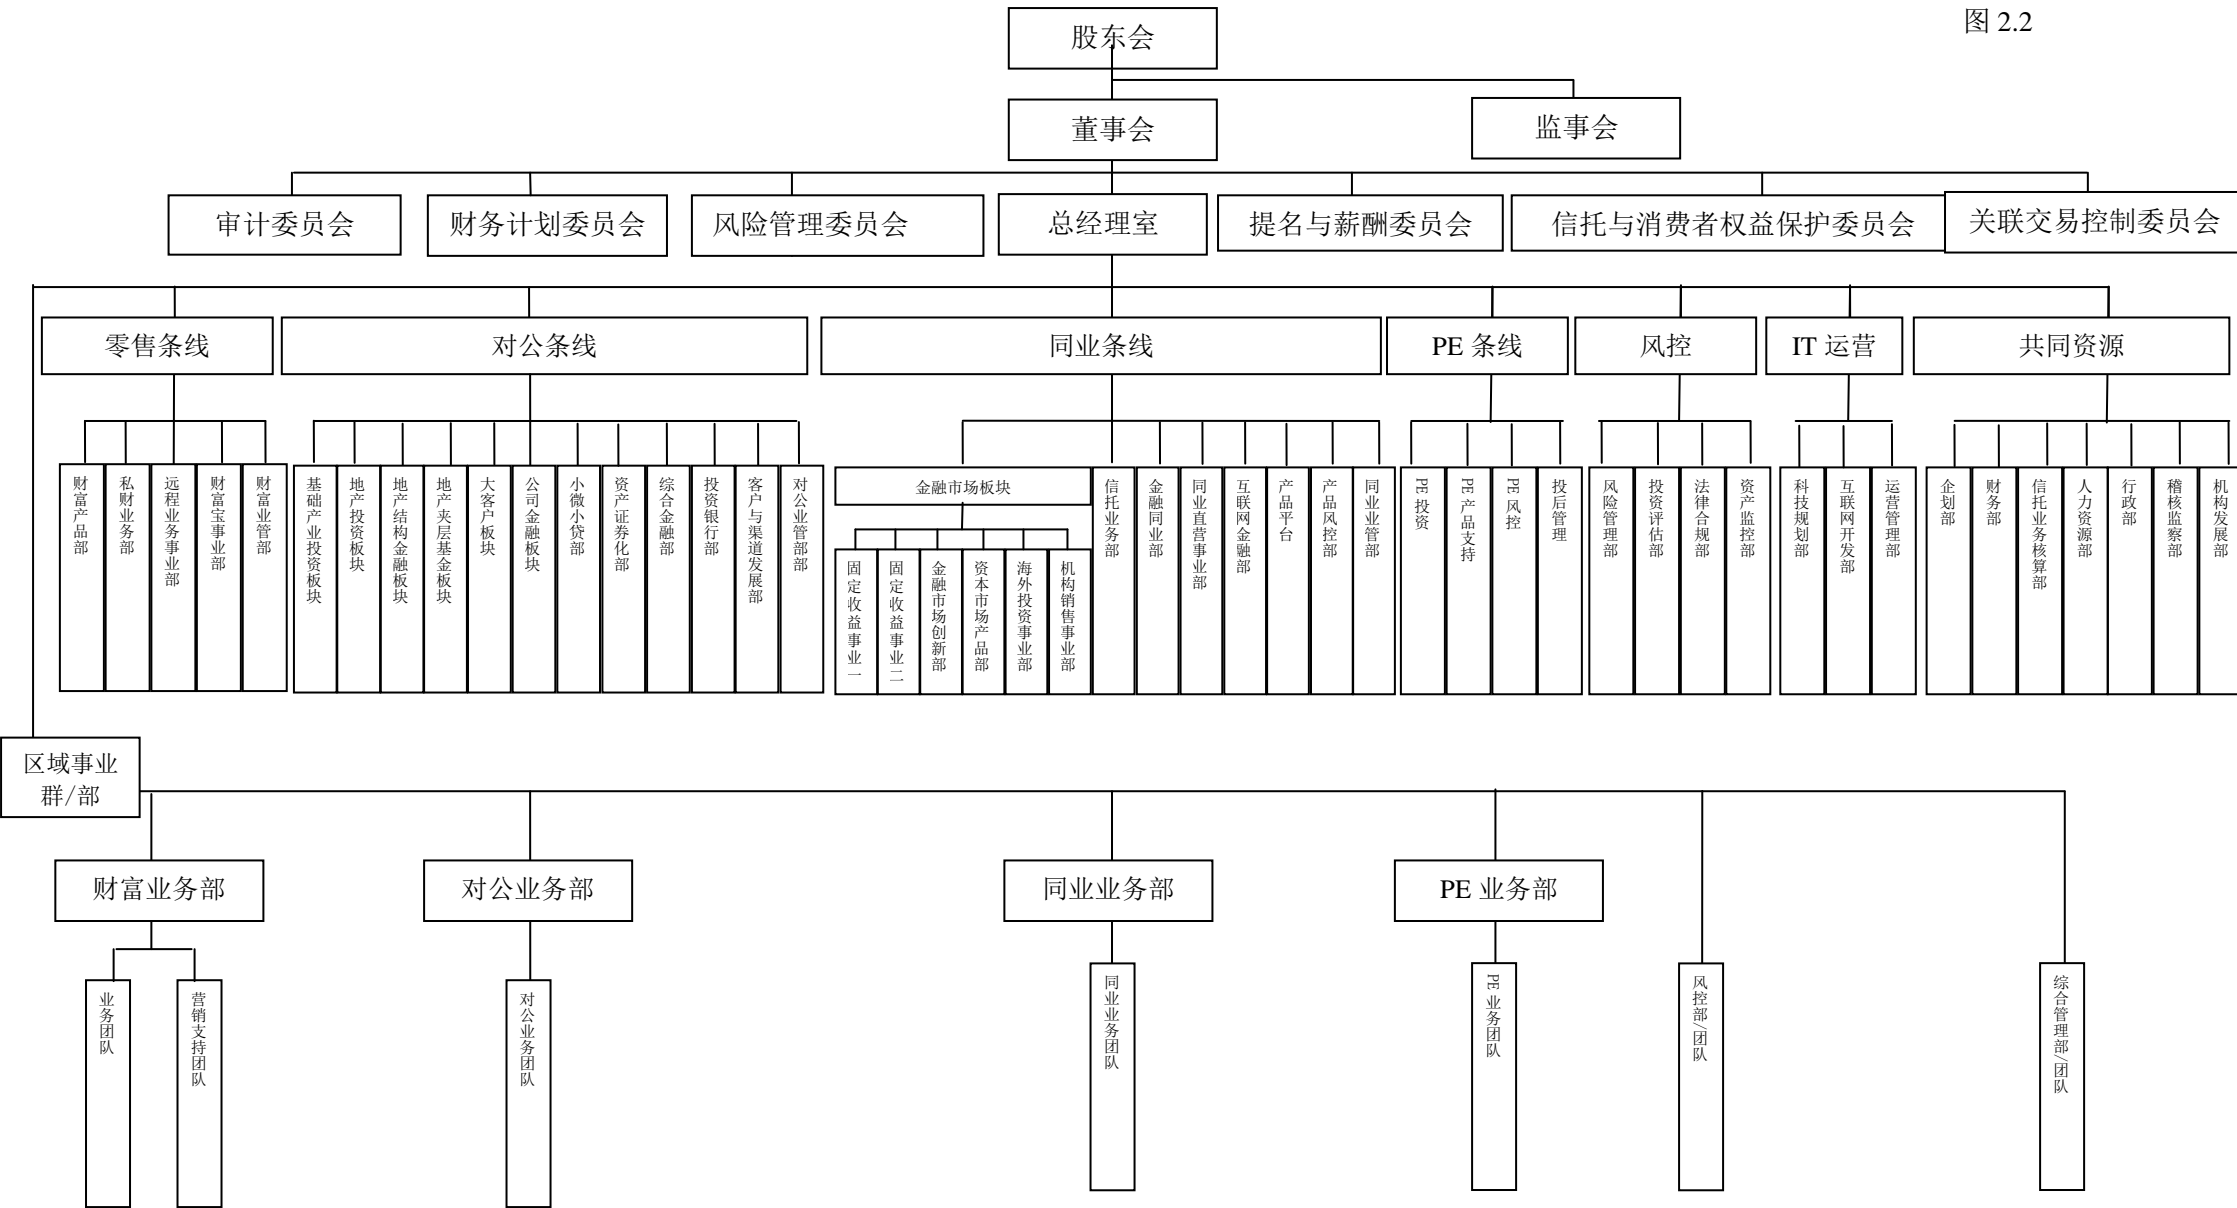 图 2.2
股东会
董事会
监事会
审计委员会
财务计划委员会
风险管理委员会
总经理室
提名与薪酬委员会
信托与消费者权益保护委员会
关联交易控制委员会
零售条线
对公条线
同业条线
PE 条线
风控
IT 运营
共同资源
财富产品部
私财业务部
远程业务事业部
财富宝事业部
财富业管部
基础产业投资板块
地产投资板块
地产结构金融板块
地产夹层基金板块
大客户板块
公司金融板块
小微小贷部
资产证券化部
综合金融部
投资银行部
客户与渠道发展部
对公业管部部
金融市场板块
固定收益事业一
固定收益事业二
金融市场创新部
资本市场产品部
海外投资事业部
机构销售事业部
信托业务部
金融同业部
同业直营事业部
互联网金融部
产品平台
产品风控部
同业业管部
PE 投资
PE 产品支持
PE 风控
投后管理
风险管理部
投资评估部
法律合规部
资产监控部
科技规划部
互联网开发部
运营管理部
企划部
财务部
信托业务核算部
人力资源部
行政部
稽核监察部
机构发展部
区域事业
群/部
财富业务部
对公业务部
同业业务部
PE 业务部
业务团队
营销支持团队
对公业务团队
同业业务团队
PE 业务团队
风控部/团队
综合管理部/团队